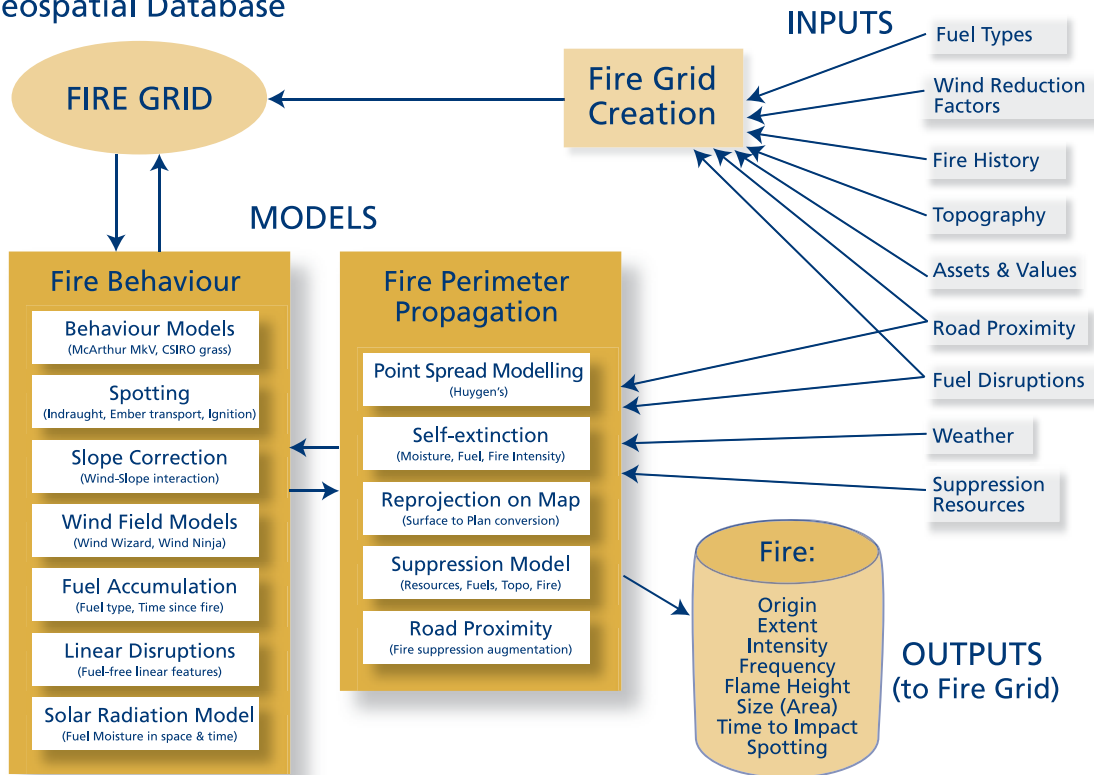 eospatial Database
INPUTS
FIRE GRID
Fire Grid
Creation
Fuel Types
Wind Reduction
Factors
Fire History
Topography
Assets & Values
Road Proximity
Fuel Disruptions
Weather
Suppression
Resources
MODELS
Fire Behaviour
Behaviour Models
(McArthur MkV, CSIRO grass)
Spotting
(Indraught, Ember transport, Ignition)
Slope Correction
(Wind-Slope interaction)
Wind Field Models
(Wind Wizard, Wind Ninja)
Fuel Accumulation
(Fuel type, Time since fire)
Linear Disruptions
(Fuel-free linear features)
Solar Radiation Model
(Fuel Moisture in space & time)
Fire Perimeter
Propagation
Point Spread Modelling
(Huygen's)
Self-extinction
(Moisture, Fuel, Fire Intensity)
Reprojection on Map
(Surface to Plan conversion)
Suppression Model
(Resources, Fuels, Topo, Fire)
Road Proximity
(Fire suppression augmentation)
Fire:
Origin
Extent
Intensity
Frequency
Flame Height
Size (Area)
Time to Impact
Spotting
OUTPUTS
(to Fire Grid)